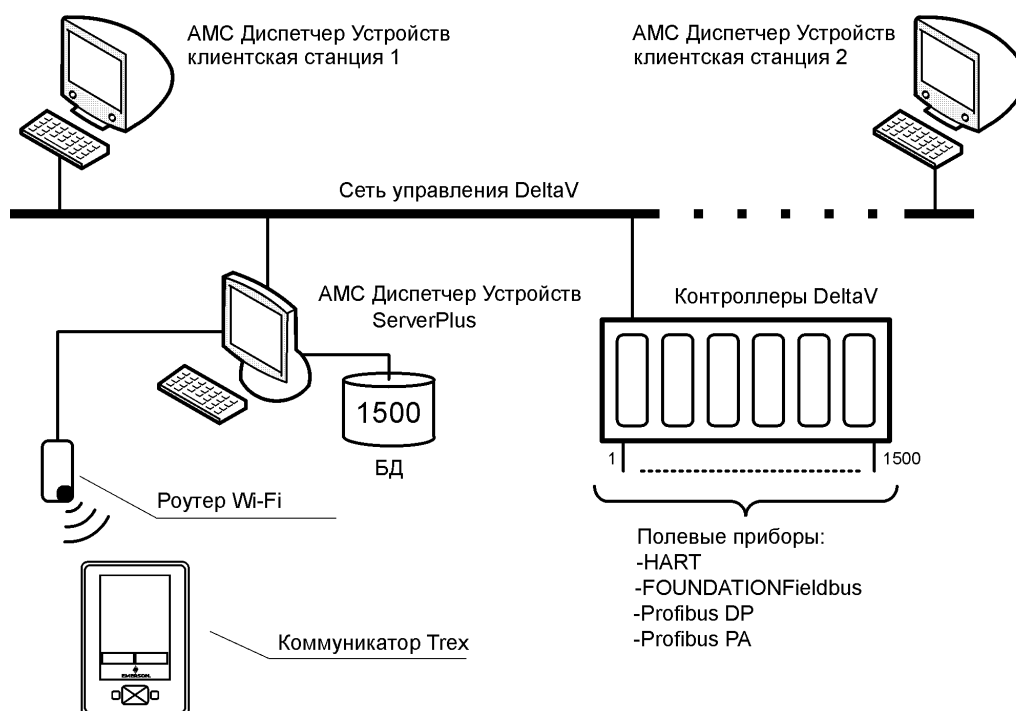 АМС Диспетчер Устройств
клиентская станция 1
АМС Диспетчер Устройств
клиентская станция 2
Сеть управления DeltaV
АМС Диспетчер Устройств
ServerPlus
Контроллеры DeltaV
1500
БД
1
1500
Роутер Wi-Fi
Полевые приборы:
-HART
-FOUNDATIONFieldbus
-Profibus DP
-Profibus PA
Коммуникатор Trex
EMERSON.